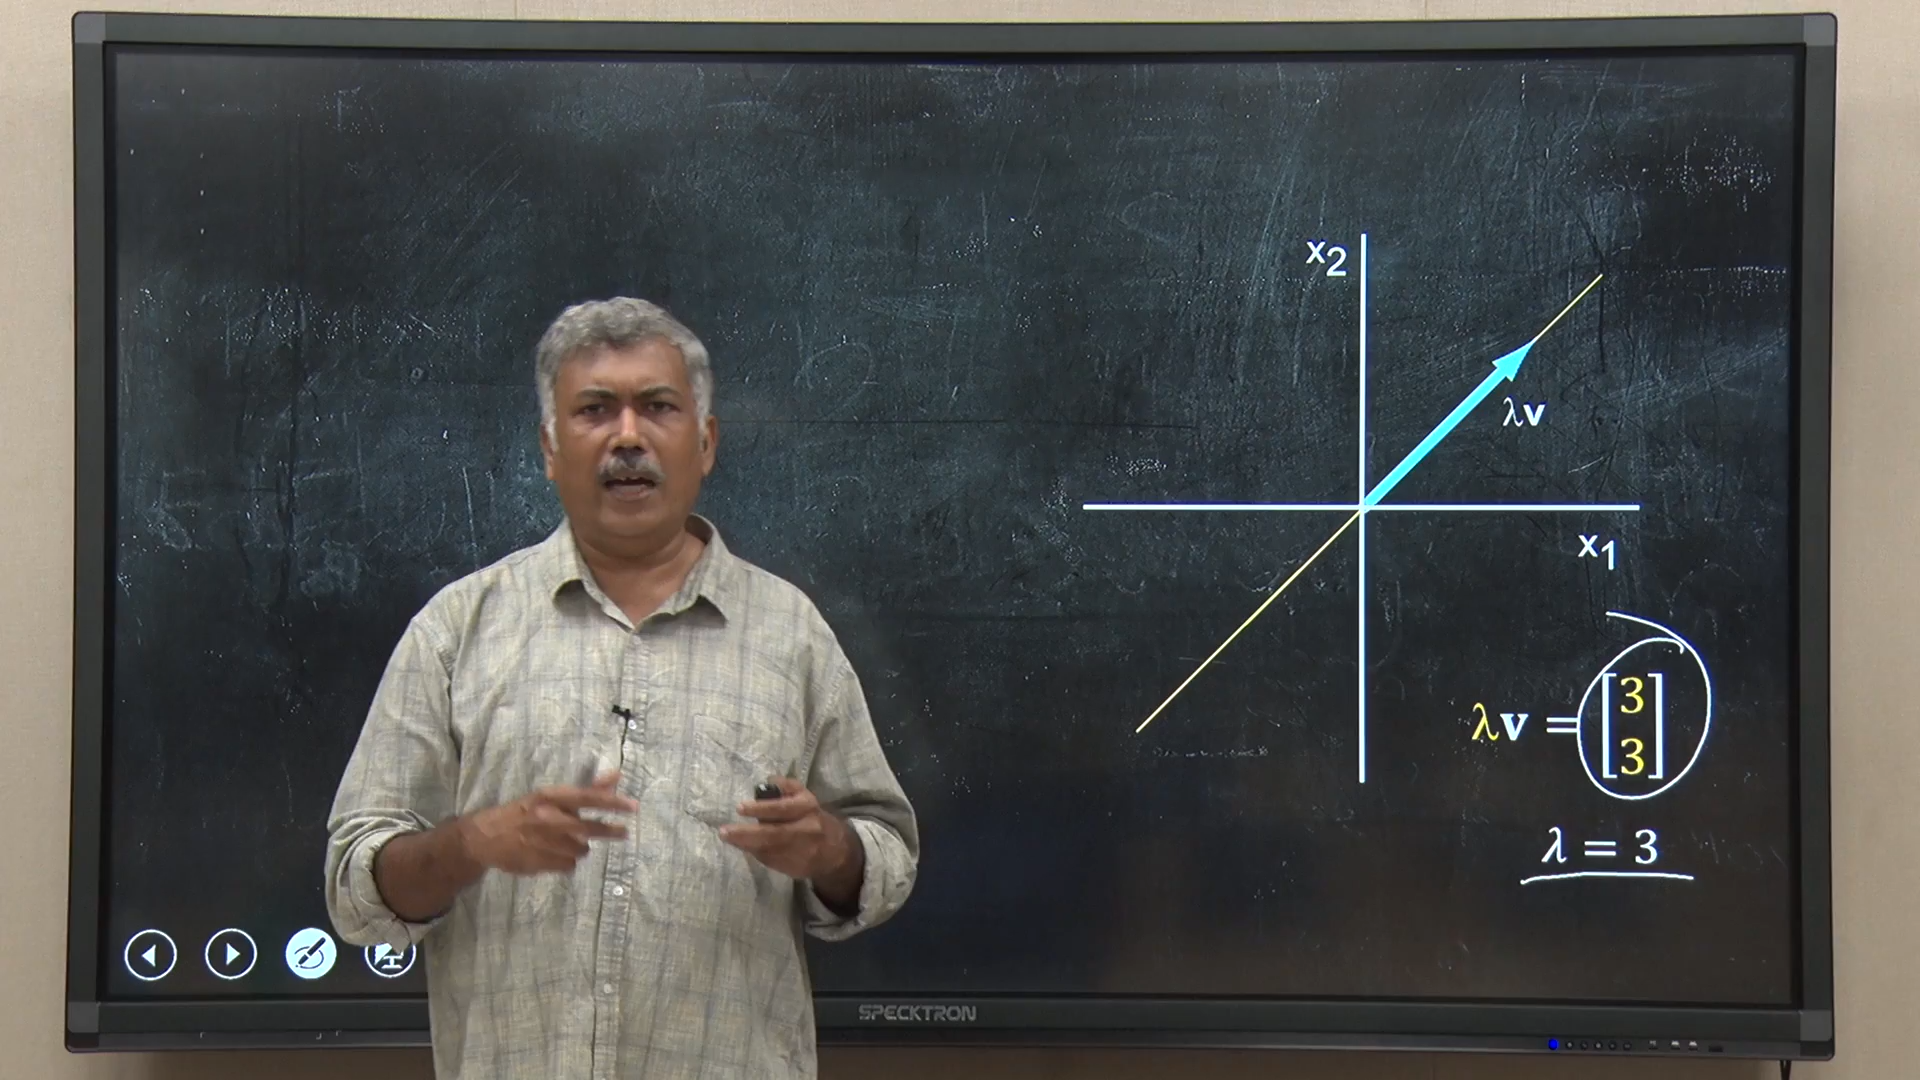 x₂
λv
x₁
λv = [3
3]
λ = 3
SPECKTRON